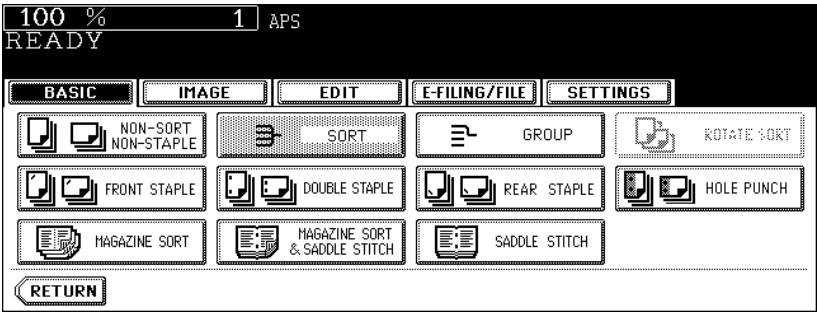 100 % 1 APS
READY
BASIC IMAGE EDIT E-FILING/FILE SETTINGS
NON-SORT
NON-STAPLE
SORT
GROUP
ROTATE SORT
FRONT STAPLE
DOUBLE STAPLE
REAR STAPLE
HOLE PUNCH
MAGAZINE SORT
MAGAZINE SORT
& SADDLE STITCH
SADDLE STITCH
RETURN